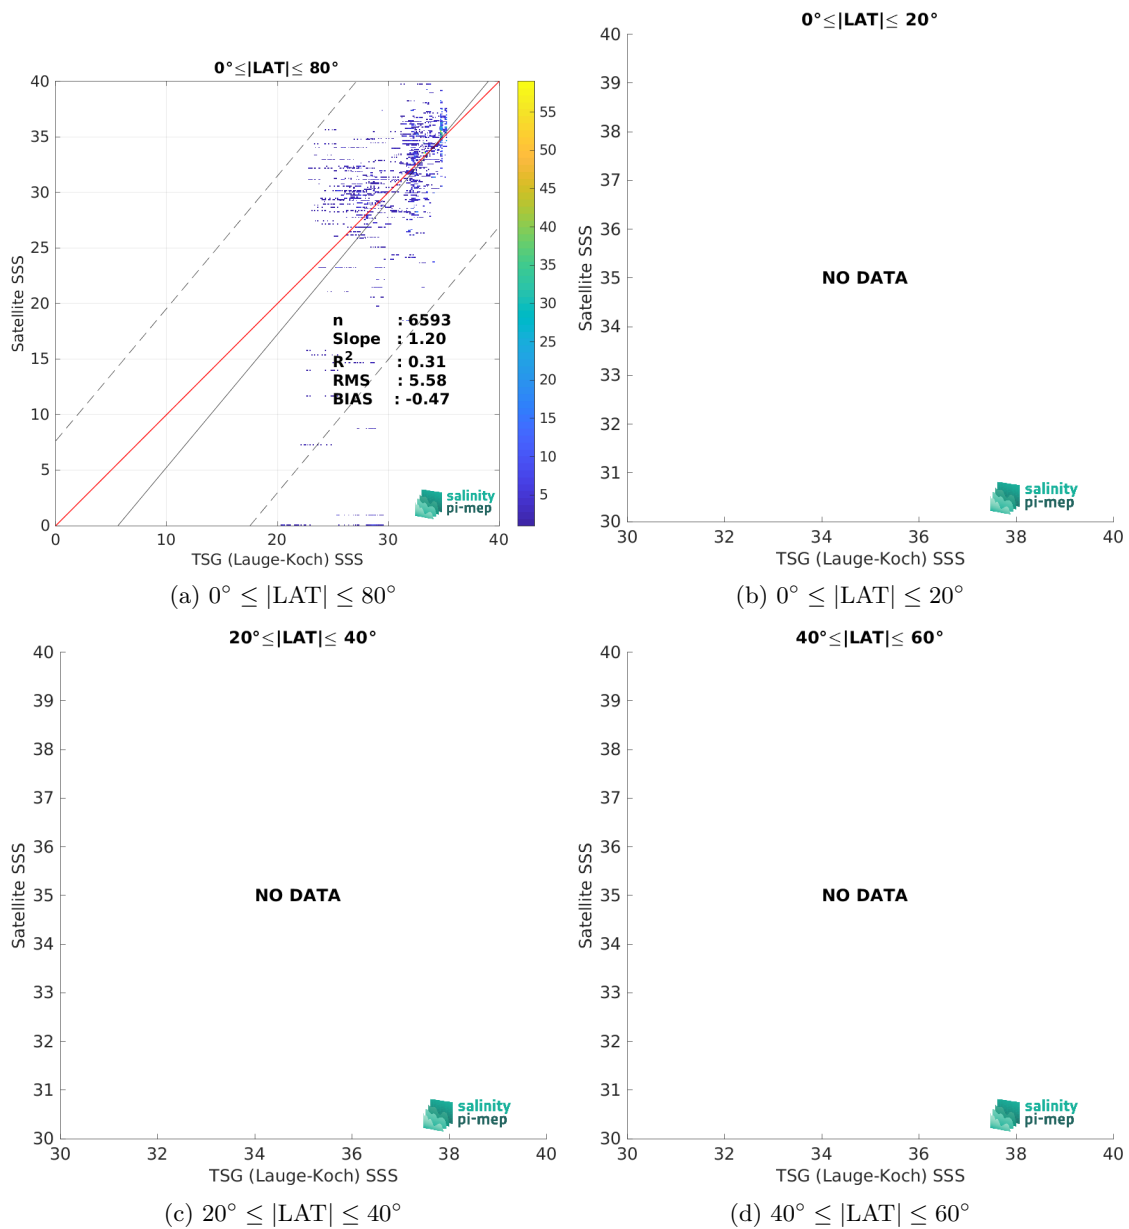 0°≤|LAT|≤ 80°
40
35
30
25
20
15
10
5
0
0
10
20
30
40
Satellite SSS
TSG (Lauge-Koch) SSS
n : 6593
Slope : 1.20
R2 : 0.31
RMS : 5.58
BIAS : -0.47
55
50
45
40
35
30
25
20
15
10
5
salinity
pi-mep
(a) 0° ≤ |LAT| ≤ 80°
0°≤|LAT|≤ 20°
40
39
38
37
36
35
34
33
32
31
30
30
32
34
36
38
40
Satellite SSS
NO DATA
TSG (Lauge-Koch) SSS
salinity
pi-mep
(b) 0° ≤ |LAT| ≤ 20°
20°≤|LAT|≤ 40°
40
39
38
37
36
35
34
33
32
31
30
30
32
34
36
38
40
Satellite SSS
NO DATA
TSG (Lauge-Koch) SSS
salinity
pi-mep
(c) 20° ≤ |LAT| ≤ 40°
40°≤|LAT|≤ 60°
40
39
38
37
36
35
34
33
32
31
30
30
32
34
36
38
40
Satellite SSS
NO DATA
TSG (Lauge-Koch) SSS
salinity
pi-mep
(d) 40° ≤ |LAT| ≤ 60°